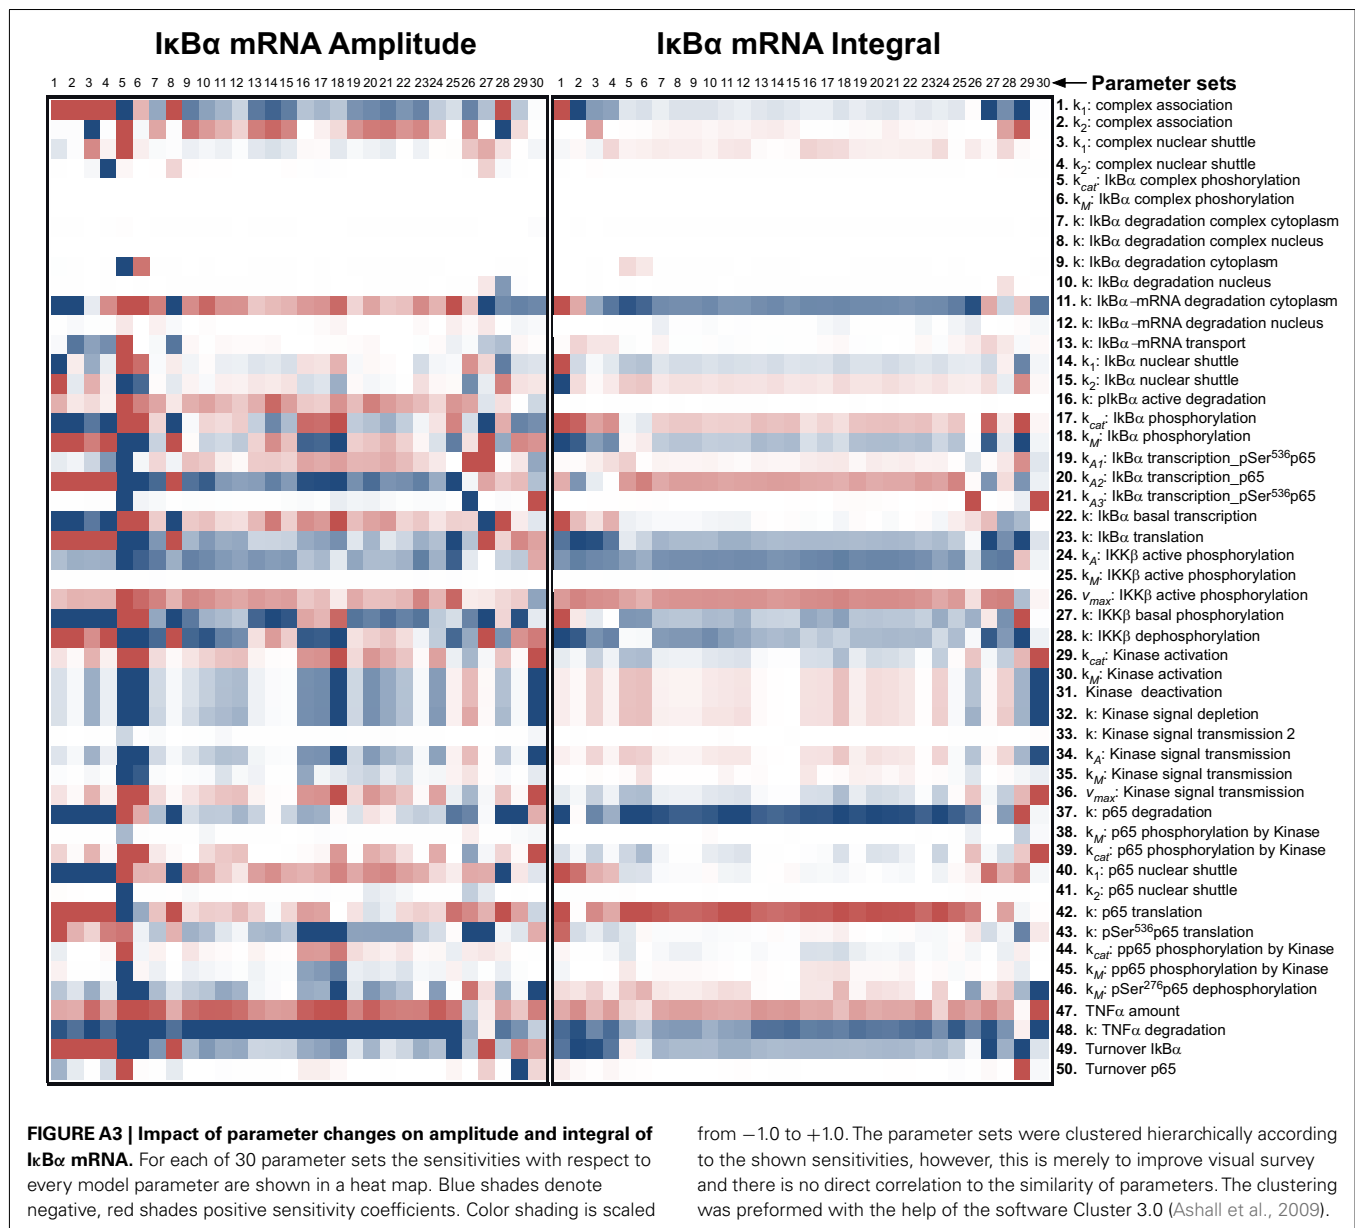 IκBα mRNA Amplitude
IκBα mRNA Integral
1 2 3 4 5 6 7 8 9 10 11 12 13 14 15 16 17 18 19 20 21 22 23 24 25 26 27 28 29 30
1 2 3 4 5 6 7 8 9 10 11 12 13 14 15 16 17 18 19 20 21 22 23 24 25 26 27 28 29 30
Parameter sets
1. k1: complex association
2. k2: complex association
3. k1: complex nuclear shuttle
4. k2: complex nuclear shuttle
5. kcat: IkBα complex phoshorylation
6. kM: IkBα complex phoshorylation
7. k: IkBα degradation complex cytoplasm
8. k: IkBα degradation complex nucleus
9. k: IkBα degradation cytoplasm
10. k: IkBα degradation nucleus
11. k: IkBα−mRNA degradation cytoplasm
12. k: IkBα−mRNA degradation nucleus
13. k: IkBα−mRNA transport
14. k1: IkBα nuclear shuttle
15. k2: IkBα nuclear shuttle
16. k: pIkBα active degradation
17. kcat: IkBα phosphorylation
18. kM: IkBα phosphorylation
19. kA1: IkBα transcription_pSer536p65
20. kA2: IkBα transcription_p65
21. kA3: IkBα transcription_pSer536p65
22. k: IkBα basal transcription
23. k: IkBα translation
24. kA: IKKβ active phosphorylation
25. kM: IKKβ active phosphorylation
26. vmax: IKKβ active phosphorylation
27. k: IKKβ basal phosphorylation
28. k: IKKβ dephosphorylation
29. kcat: Kinase activation
30. kM: Kinase activation
31. Kinase deactivation
32. k: Kinase signal depletion
33. k: Kinase signal transmission 2
34. kA: Kinase signal transmission
35. kM: Kinase signal transmission
36. vmax: Kinase signal transmission
37. k: p65 degradation
38. kM: p65 phosphorylation by Kinase
39. kcat: p65 phosphorylation by Kinase
40. k1: p65 nuclear shuttle
41. k2: p65 nuclear shuttle
42. k: p65 translation
43. k: pSer536p65 translation
44. kcat: pp65 phosphorylation by Kinase
45. kM: pp65 phosphorylation by Kinase
46. kM: pSer276p65 dephosphorylation
47. TNFα amount
48. k: TNFα degradation
49. Turnover IkBα
50. Turnover p65
FIGURE A3 | Impact of parameter changes on amplitude and integral of
IκBα mRNA. For each of 30 parameter sets the sensitivities with respect to
every model parameter are shown in a heat map. Blue shades denote
negative, red shades positive sensitivity coefficients. Color shading is scaled
from −1.0 to +1.0. The parameter sets were clustered hierarchically according
to the shown sensitivities, however, this is merely to improve visual survey
and there is no direct correlation to the similarity of parameters. The clustering
was preformed with the help of the software Cluster 3.0 (Ashall et al., 2009).